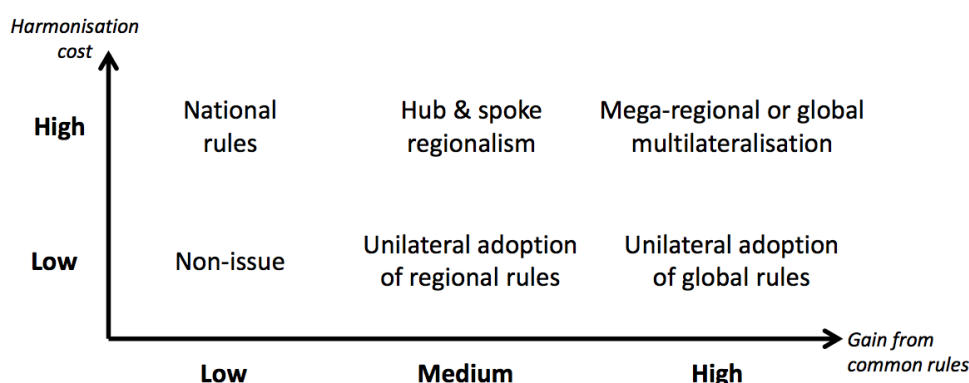 Harmonisation
cost
High
National
rules
Hub & spoke
regionalism
Mega-regional or global
multilateralisation
Low
Non-issue
Unilateral adoption
of regional rules
Unilateral adoption
of global rules
Gain from
common rules
Low
Medium
High